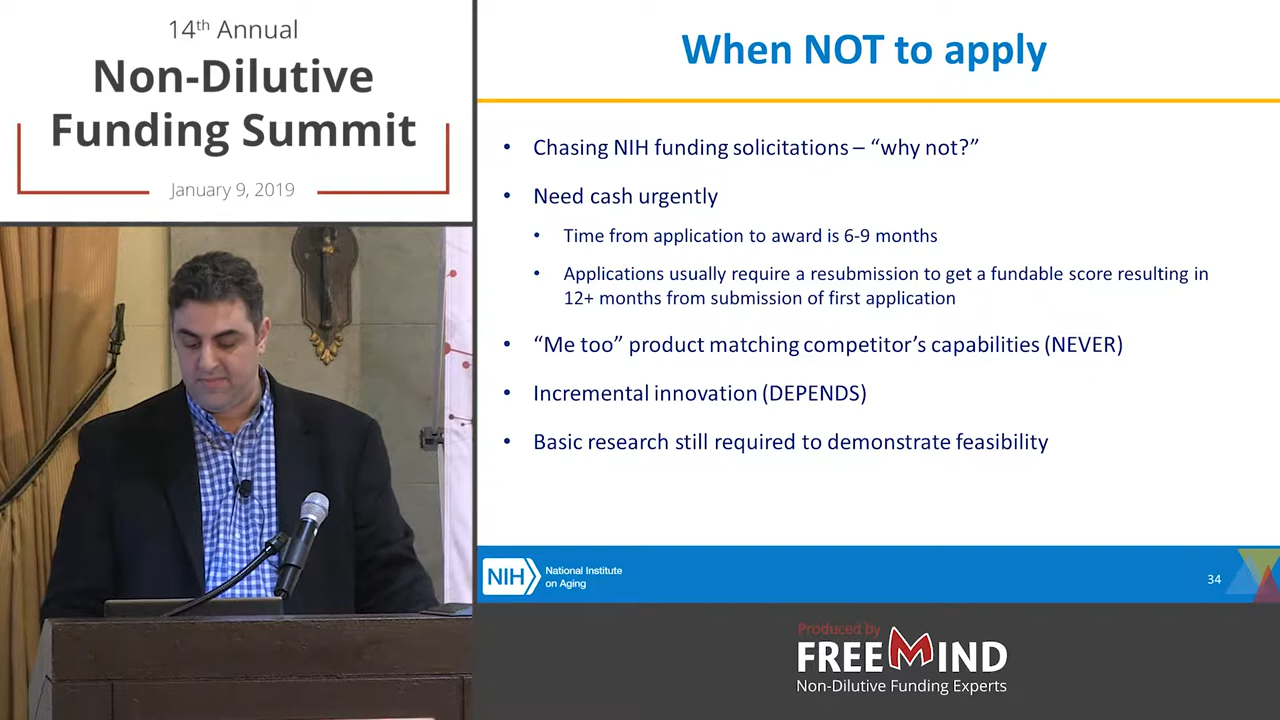 14th Annual
Non-Dilutive
Funding Summit
January 9, 2019
When NOT to apply
• Chasing NIH funding solicitations – “why not?”
• Need cash urgently
• Time from application to award is 6-9 months
• Applications usually require a resubmission to get a fundable score resulting in
12+ months from submission of first application
• “Me too” product matching competitor’s capabilities (NEVER)
• Incremental innovation (DEPENDS)
• Basic research still required to demonstrate feasibility
NIH
National Institute
on Aging
34
Produced by
FREEMIND
Non-Dilutive Funding Experts